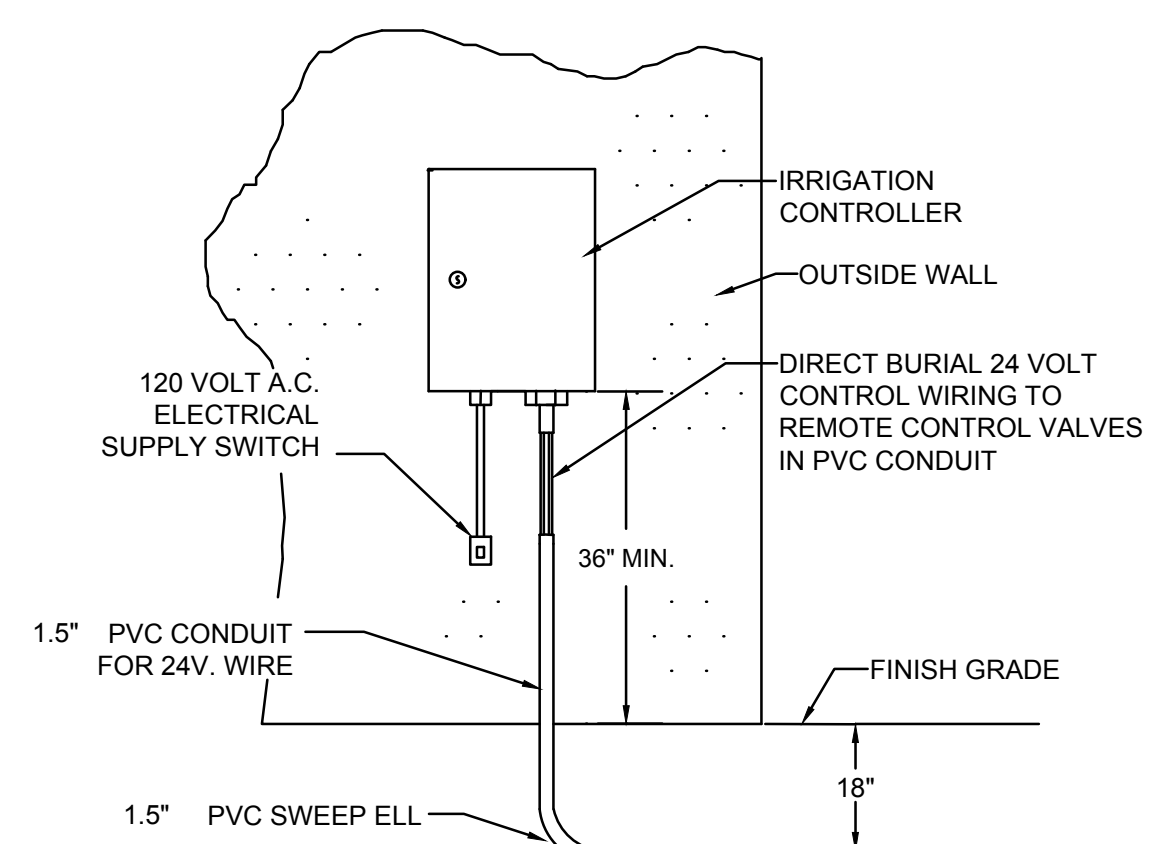 IRRIGATION
CONTROLLER
OUTSIDE WALL
DIRECT BURIAL 24 VOLT
CONTROL WIRING TO
REMOTE CONTROL VALVES
IN PVC CONDUIT
120 VOLT A.C.
ELECTRICAL
SUPPLY SWITCH
36" MIN.
1.5" PVC CONDUIT
FOR 24V. WIRE
FINISH GRADE
18"
1.5" PVC SWEEP ELL